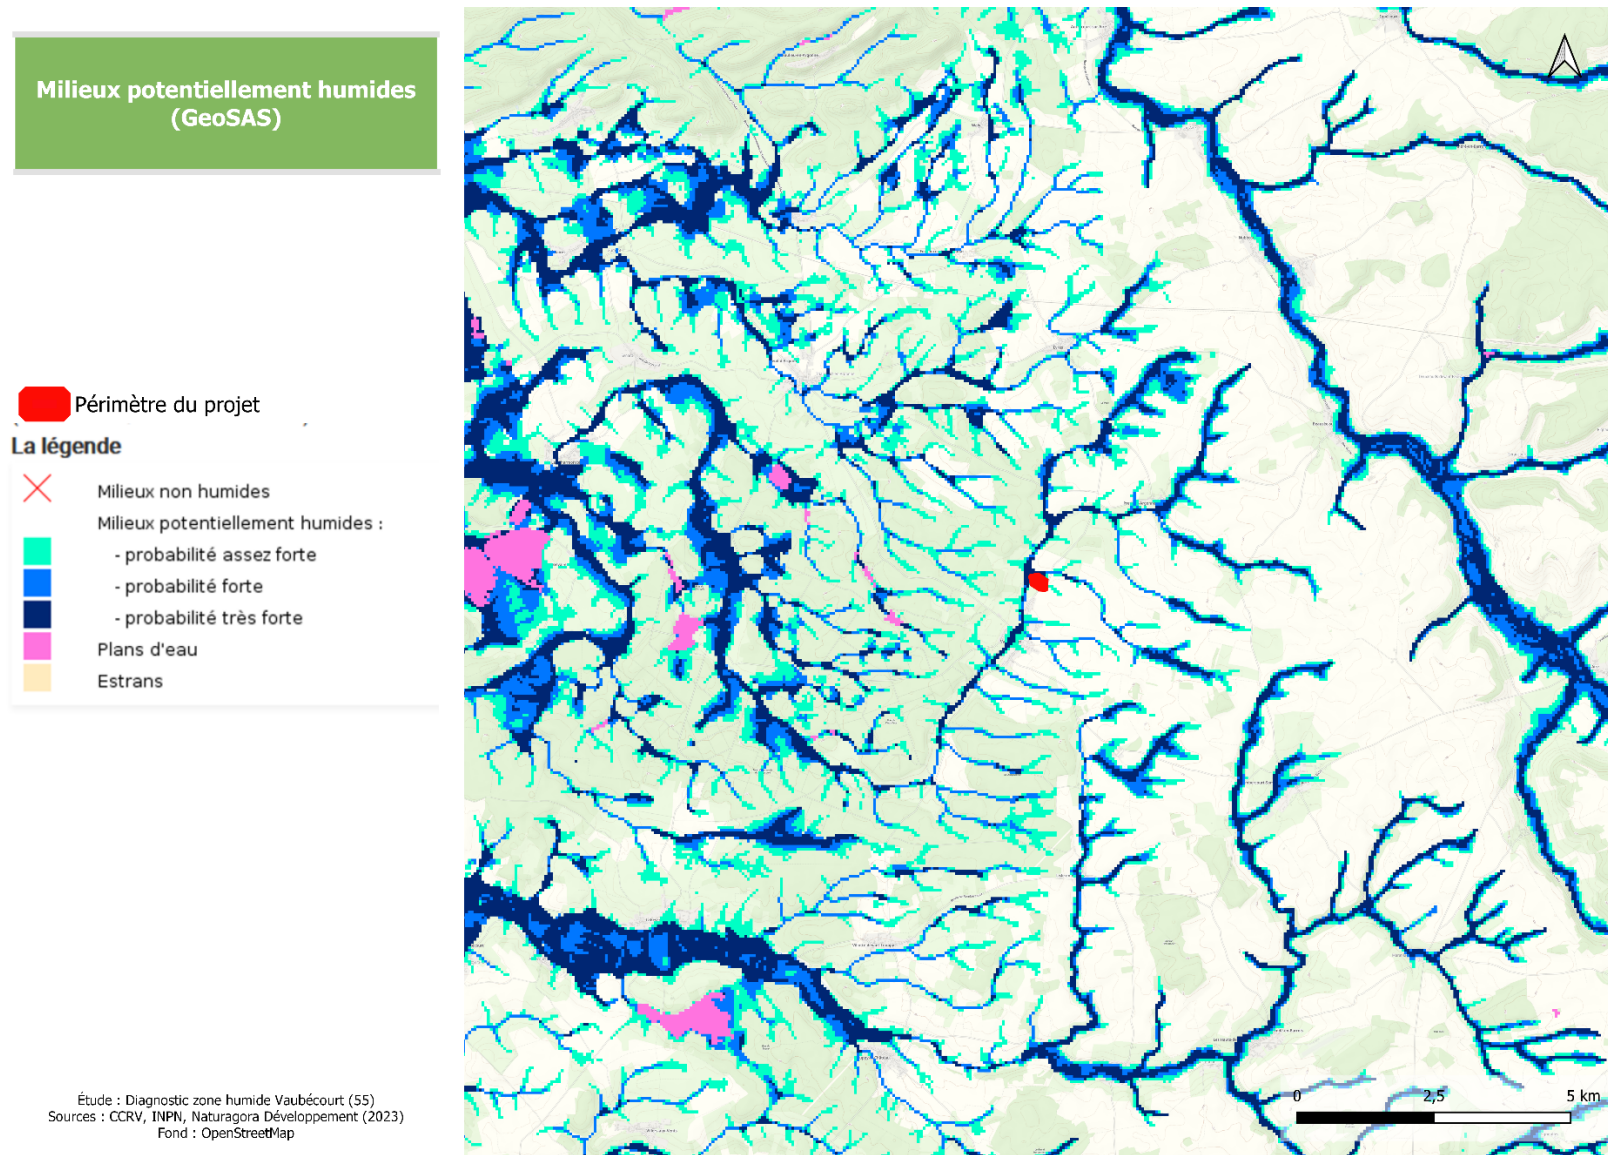 Milieux potentiellement humides
(GeoSAS)
Périmètre du projet
La légende
Milieux non humides
Milieux potentiellement humides :
- probabilité assez forte
- probabilité forte
- probabilité très forte
Plans d'eau
Estrans
Étude : Diagnostic zone humide Vaubécourt (55)
Sources : CCRV, INPN, Naturagora Développement (2023)
Fond : OpenStreetMap
0 2,5 5 km